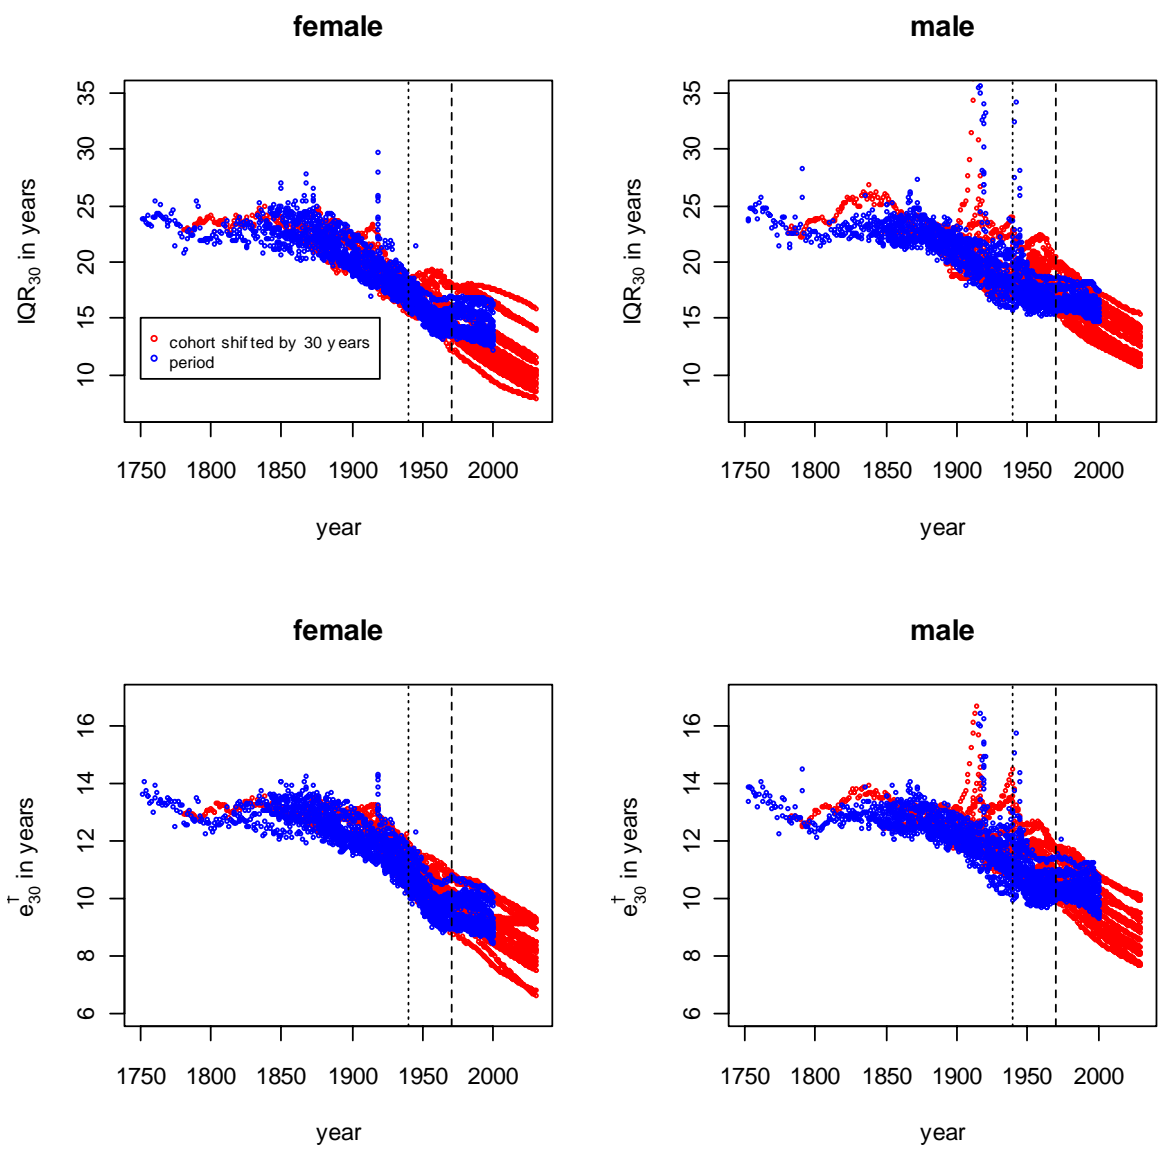 female
male
IQR30 in years
35
30
25
20
15
10
cohort shifted by 30 years
period
1750 1800 1850 1900 1950 2000
year
IQR30 in years
35
30
25
20
15
10
1750 1800 1850 1900 1950 2000
year
female
male
e†30 in years
16
14
12
10
8
6
1750 1800 1850 1900 1950 2000
year
e†30 in years
16
14
12
10
8
6
1750 1800 1850 1900 1950 2000
year